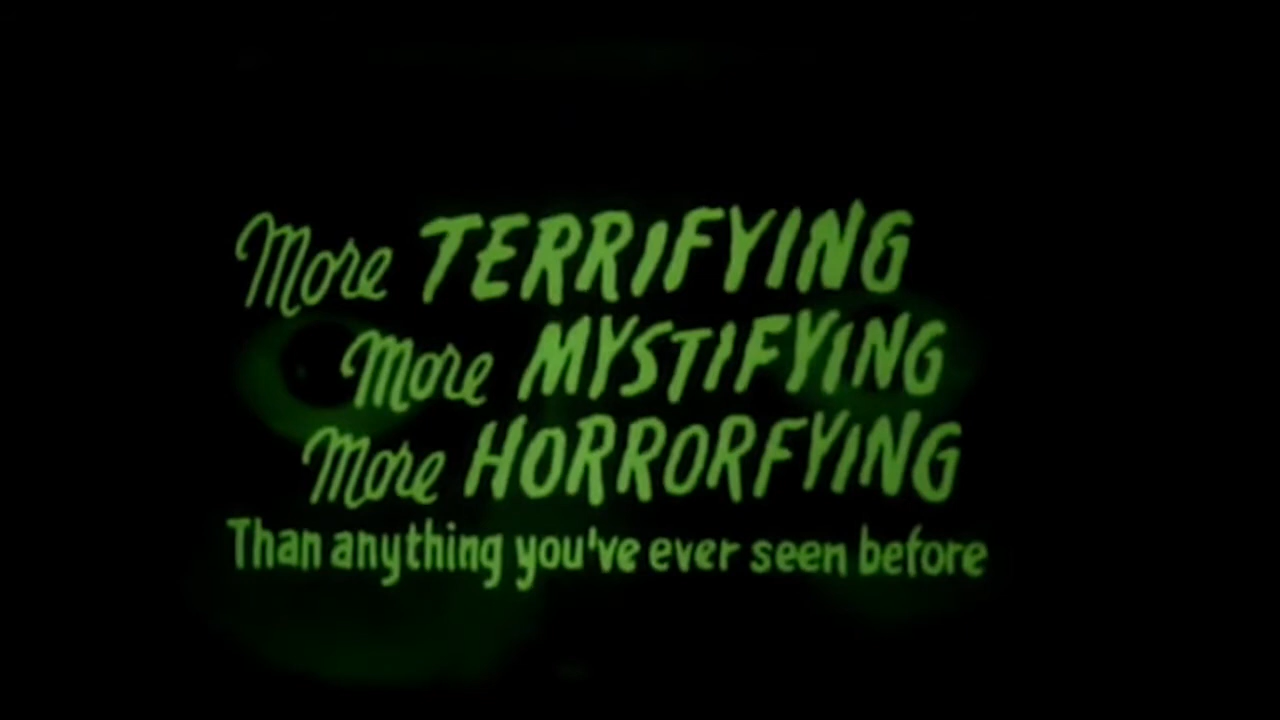 More TERRIFYING
More MYSTIFYING
More HORRORFYING
Than anything you've ever seen before